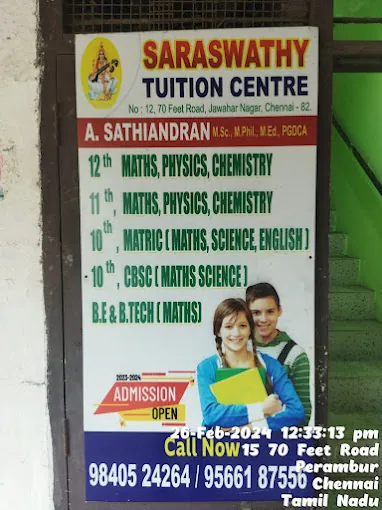 SARASWATHY
TUITION CENTRE
No : 12, 70 Feet Road, Jawahar Nagar, Chennai - 82.
A. SATHIANDRAN M.Sc., M.Phil., M.Ed., PGDCA
12th MATHS, PHYSICS, CHEMISTRY
11th, MATHS, PHYSICS, CHEMISTRY
10th, MATRIC ( MATHS, SCIENCE, ENGLISH )
10th, CBSC ( MATHS SCIENCE )
B.E & B.TECH ( MATHS)
2023-2024
ADMISSION
OPEN
26-Feb-2024 12:33:13 pm
Call Now
15 70 Feet Road
Perambur
98405 24264 / 95661 87556
Chennai
Tamil Nadu